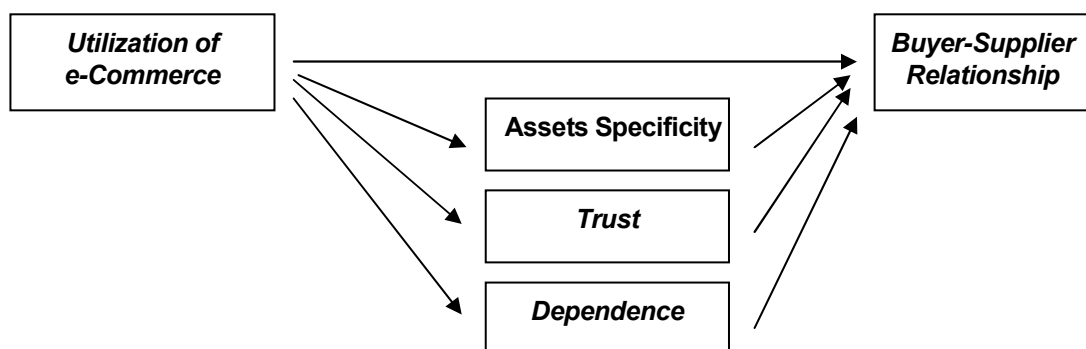 Utilization of
e-Commerce
Buyer-Supplier
Relationship
Assets Specificity
Trust
Dependence